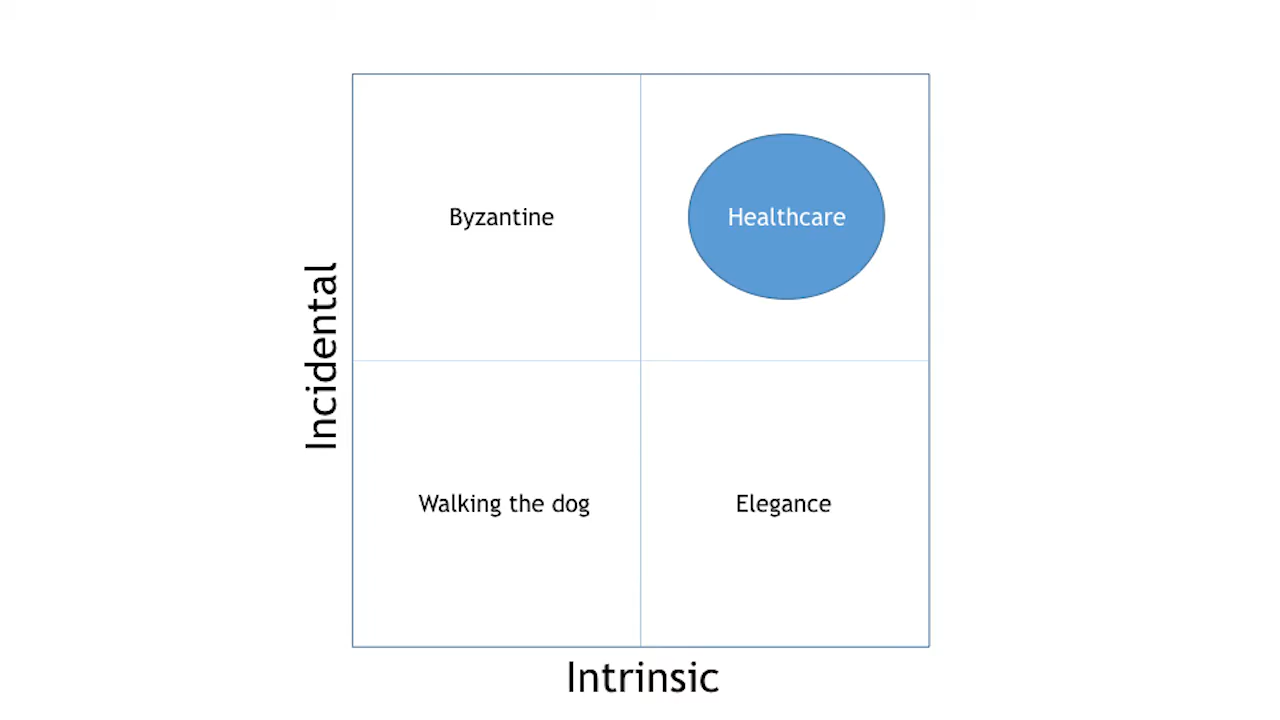 Byzantine
Healthcare
Incidental
Walking the dog
Elegance
Intrinsic